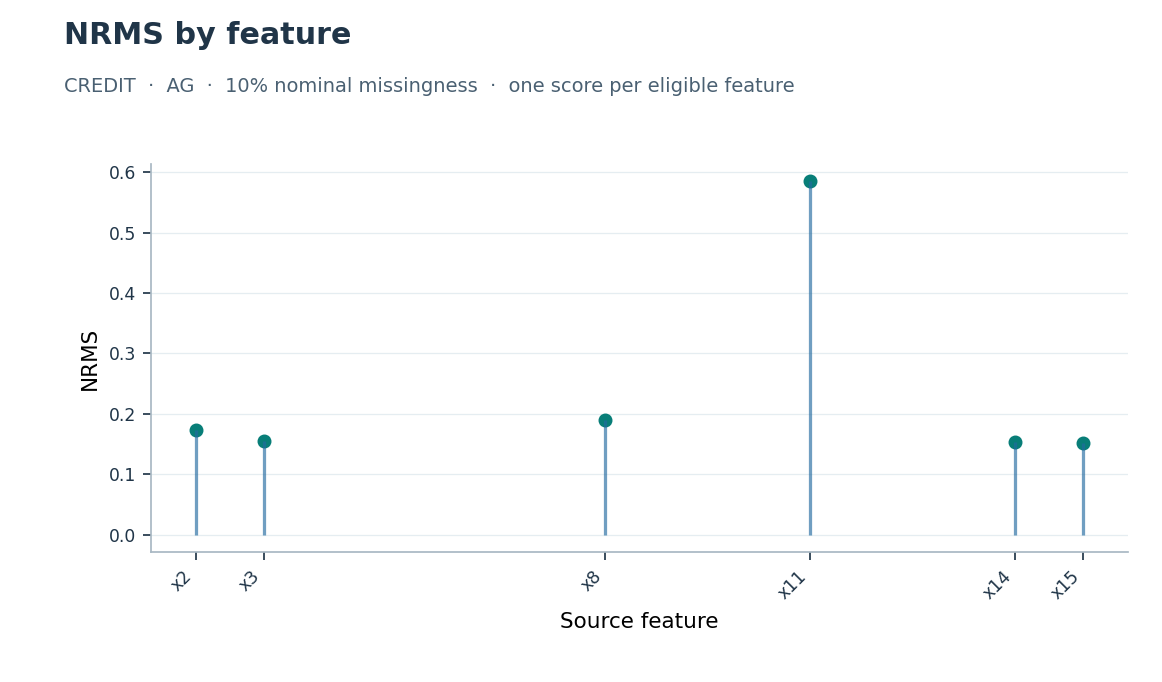 NRMS by feature
CREDIT · AG · 10% nominal missingness · one score per eligible feature
0.6
0.5
0.4
0.3
0.2
0.1
0.0
NRMS
x2 x3 x8 x11 x14 x15
Source feature